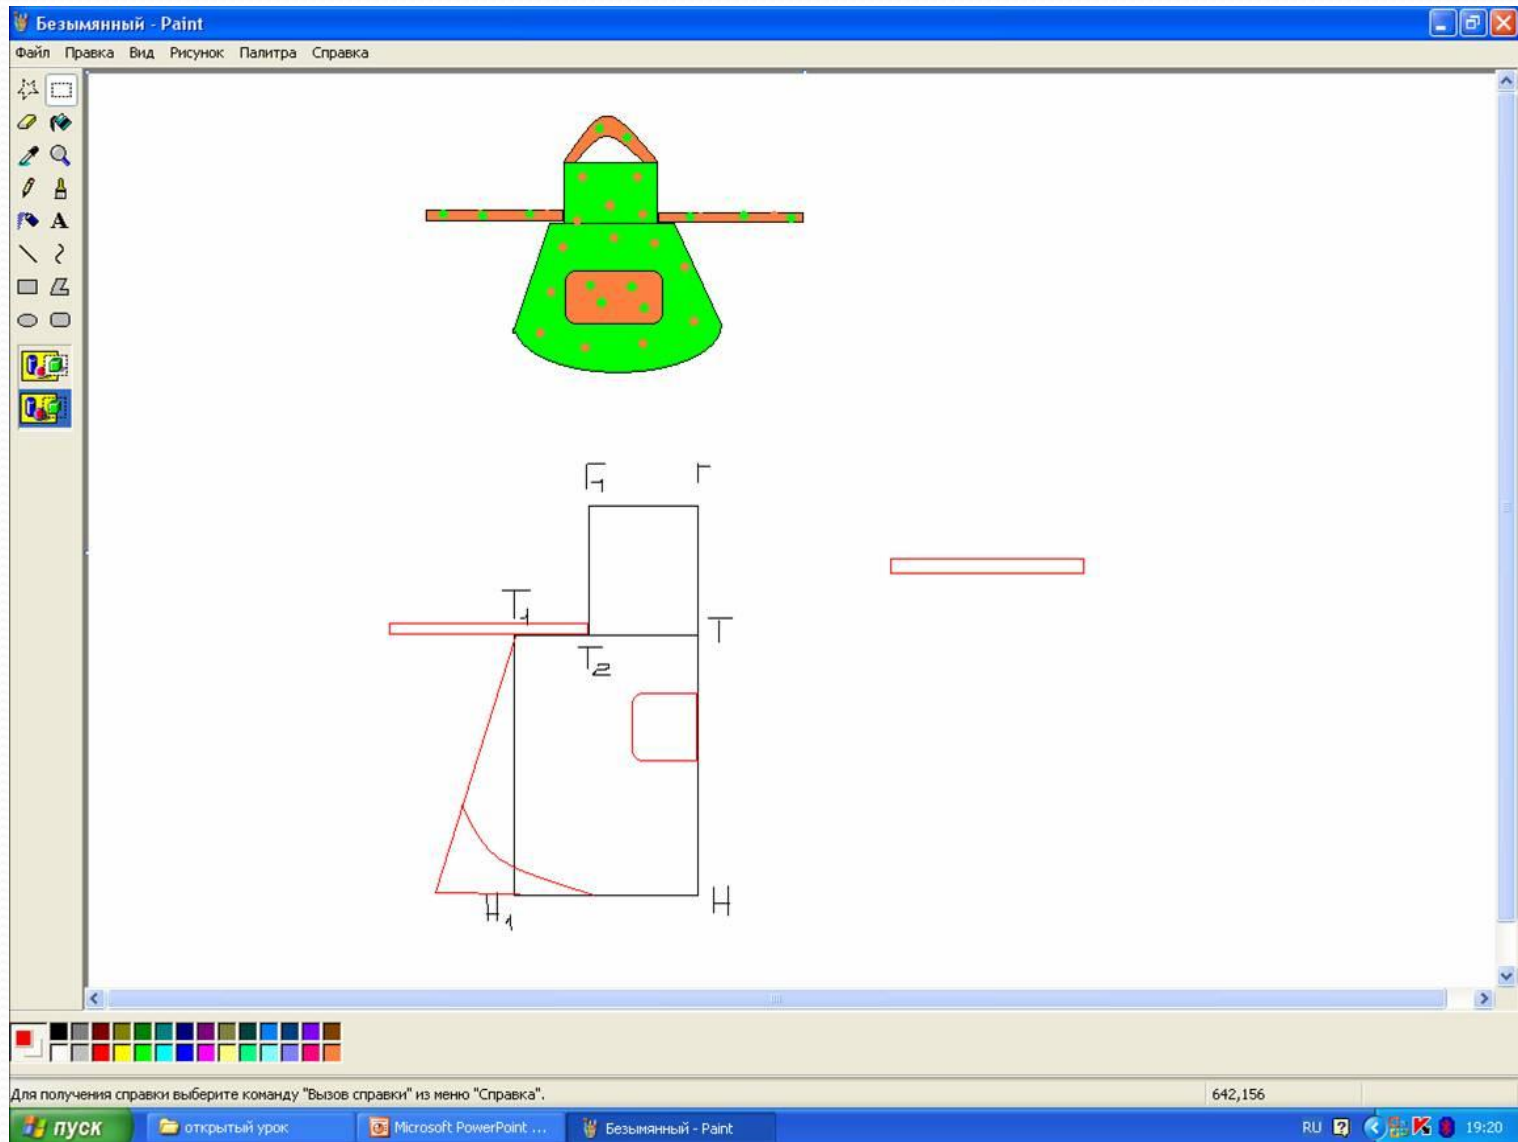 Безымянный - Paint
Файл Правка Вид Рисунок Палитра Справка
A
Г1 Г
Т1 Т
Т2
Н1 Н
Для получения справки выберите команду "Вызов справки" из меню "Справка".
642,156
пуск
открытый урок
Microsoft PowerPoint ...
Безымянный - Paint
RU
19:20